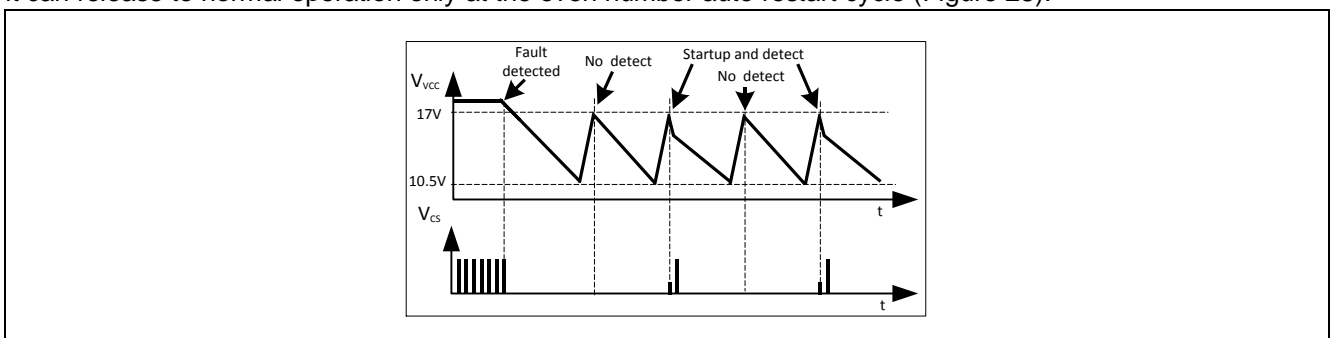 it can release to normal operation only at the even number auto restart cycle (Figure 28).
Fault
detected
No detect
Startup and detect
No detect
Vvcc
17V
10.5V
t
VCS
t